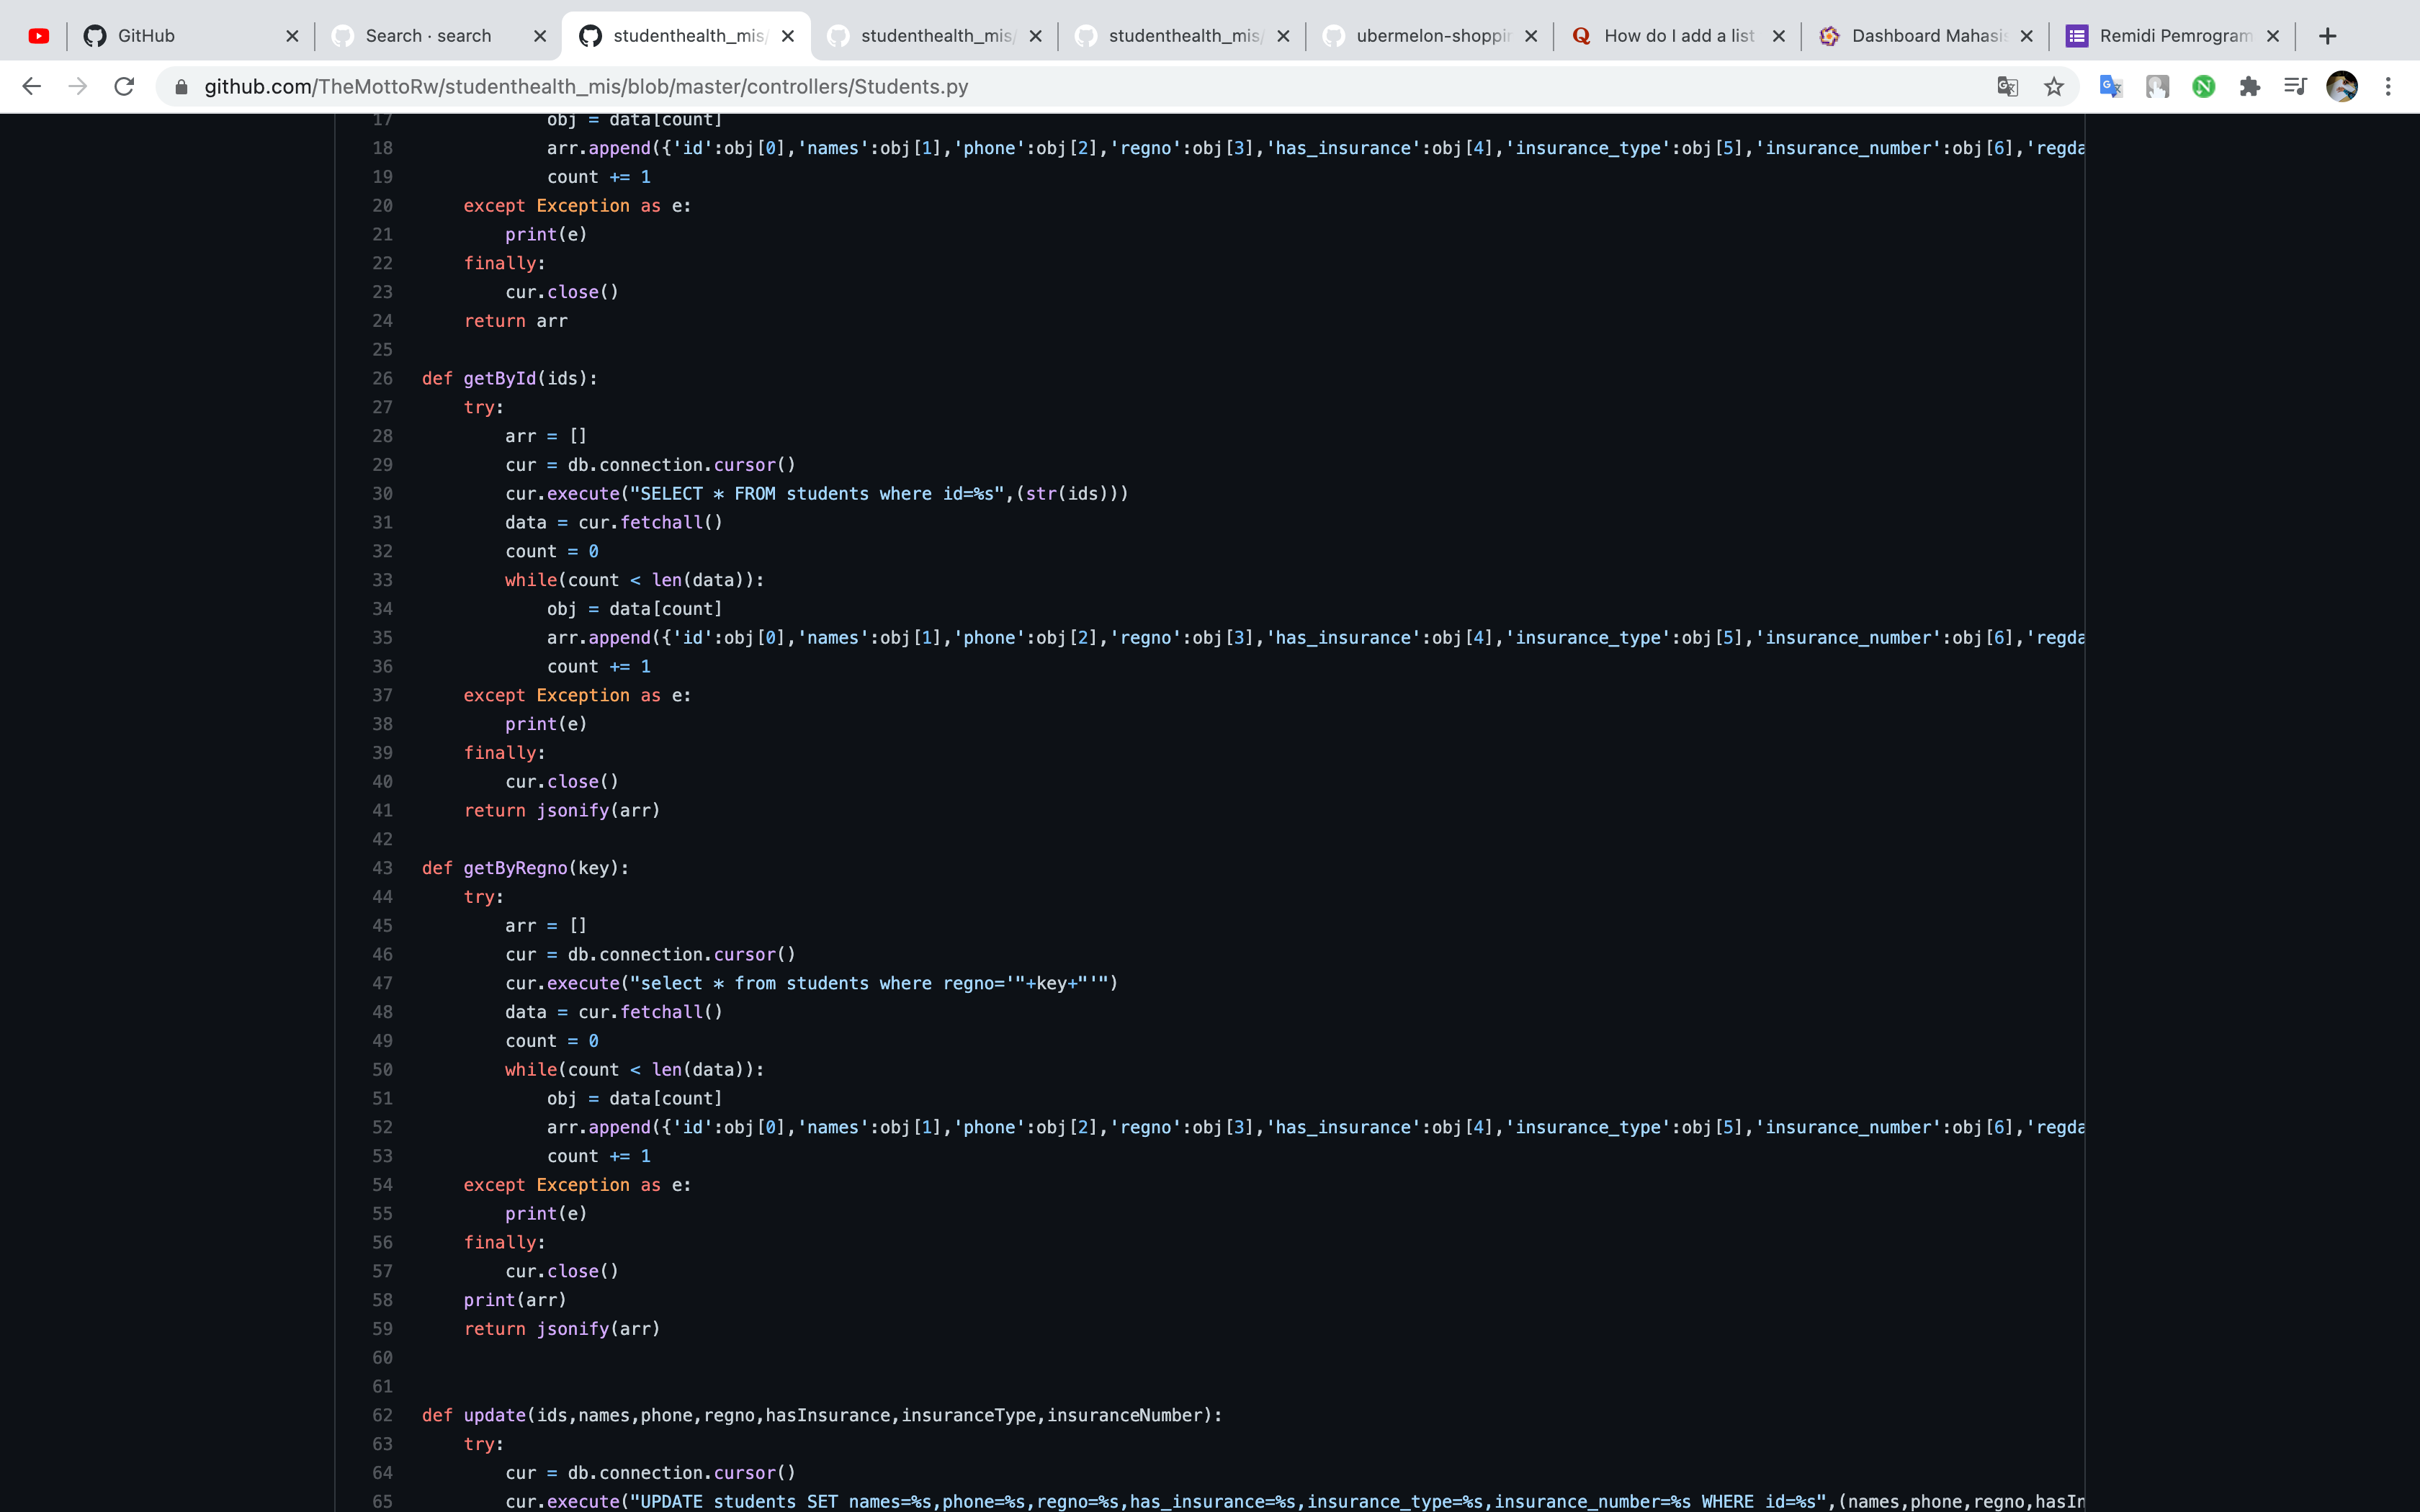 GitHub
Search · search
studenthealth_mis/
studenthealth_mis/
studenthealth_mis/
ubermelon-shoppin
How do I add a list
Dashboard Mahasis
Remidi Pemrogram
github.com/TheMottoRw/studenthealth_mis/blob/master/controllers/Students.py
17 obj = data[count]
18 arr.append({'id':obj[0],'names':obj[1],'phone':obj[2],'regno':obj[3],'has_insurance':obj[4],'insurance_type':obj[5],'insurance_number':obj[6],'regda
19 count += 1
20 except Exception as e:
21 print(e)
22 finally:
23 cur.close()
24 return arr
25
26 def getById(ids):
27 try:
28 arr = []
29 cur = db.connection.cursor()
30 cur.execute("SELECT * FROM students where id=%s",(str(ids)))
31 data = cur.fetchall()
32 count = 0
33 while(count < len(data)):
34 obj = data[count]
35 arr.append({'id':obj[0],'names':obj[1],'phone':obj[2],'regno':obj[3],'has_insurance':obj[4],'insurance_type':obj[5],'insurance_number':obj[6],'regda
36 count += 1
37 except Exception as e:
38 print(e)
39 finally:
40 cur.close()
41 return jsonify(arr)
42
43 def getByRegno(key):
44 try:
45 arr = []
46 cur = db.connection.cursor()
47 cur.execute("select * from students where regno='"+key+"'")
48 data = cur.fetchall()
49 count = 0
50 while(count < len(data)):
51 obj = data[count]
52 arr.append({'id':obj[0],'names':obj[1],'phone':obj[2],'regno':obj[3],'has_insurance':obj[4],'insurance_type':obj[5],'insurance_number':obj[6],'regda
53 count += 1
54 except Exception as e:
55 print(e)
56 finally:
57 cur.close()
58 print(arr)
59 return jsonify(arr)
60
61
62 def update(ids,names,phone,regno,hasInsurance,insuranceType,insuranceNumber):
63 try:
64 cur = db.connection.cursor()
65 cur.execute("UPDATE students SET names=%s,phone=%s,regno=%s,has_insurance=%s,insurance_type=%s,insurance_number=%s WHERE id=%s",(names,phone,regno,hasIn